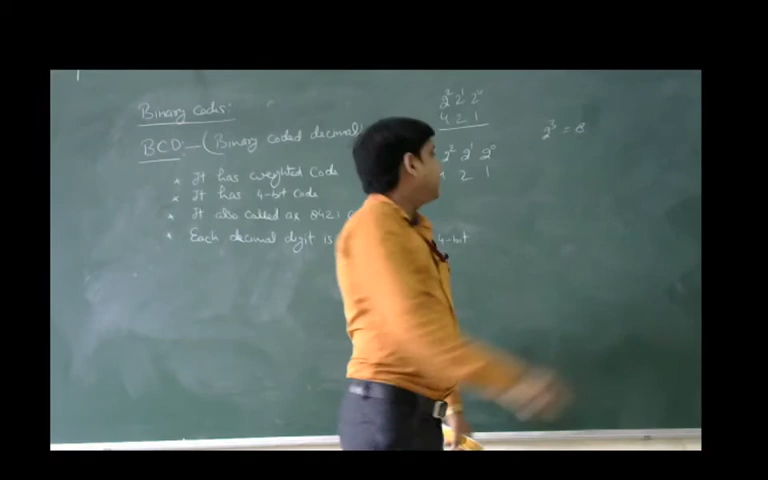 Binary codes:
BCD:-(Binary coded decimal)
* It has weighted Code
* It has 4-bit Code
* It also called as 8421
* Each decimal digit is 4-bit
2² 2¹ 2⁰
4 2 1
2² 2¹ 2⁰
2 1
2³ = 8